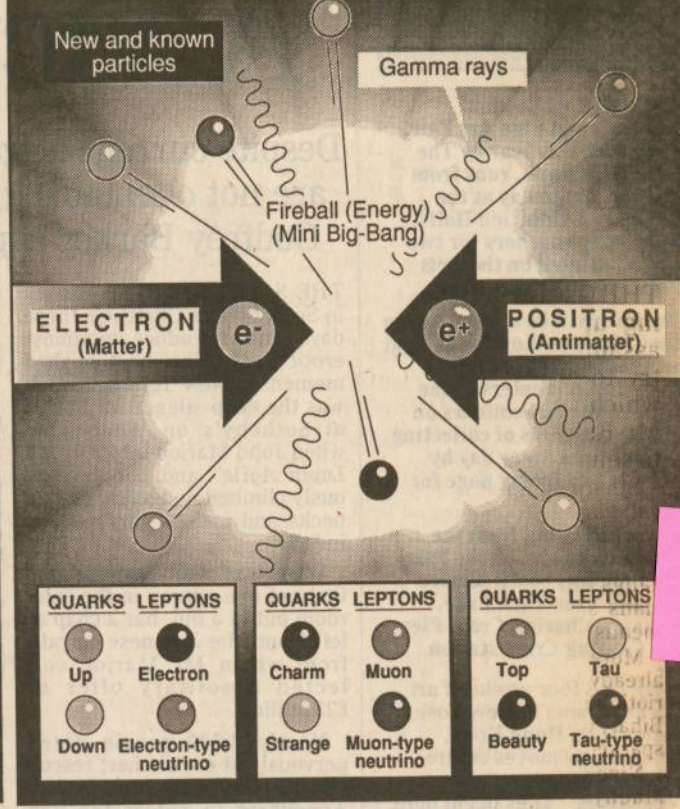 New and known
particles
Gamma rays
Fireball (Energy)
(Mini Big-Bang)
ELECTRON
(Matter)
e-
e+
POSITRON
(Antimatter)
QUARKS LEPTONS
Up Electron
Down Electron-type
neutrino
QUARKS LEPTONS
Charm Muon
Strange Muon-type
neutrino
QUARKS LEPTONS
Top Tau
Beauty Tau-type
neutrino